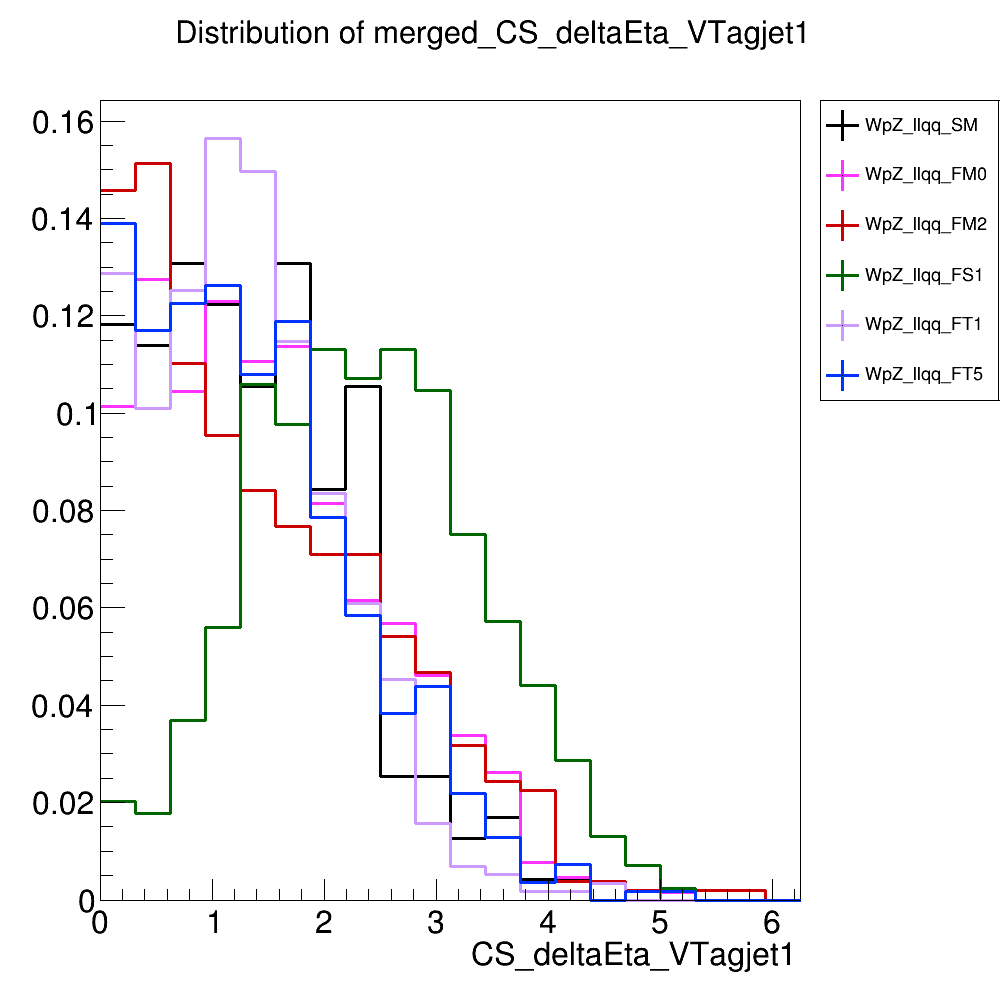 Distribution of merged_CS_deltaEta_VTagjet1
0.16
0.14
0.12
0.1
0.08
0.06
0.04
0.02
0
0 1 2 3 4 5 6
CS_deltaEta_VTagjet1
WpZ_llqq_SM
WpZ_llqq_FM0
WpZ_llqq_FM2
WpZ_llqq_FS1
WpZ_llqq_FT1
WpZ_llqq_FT5